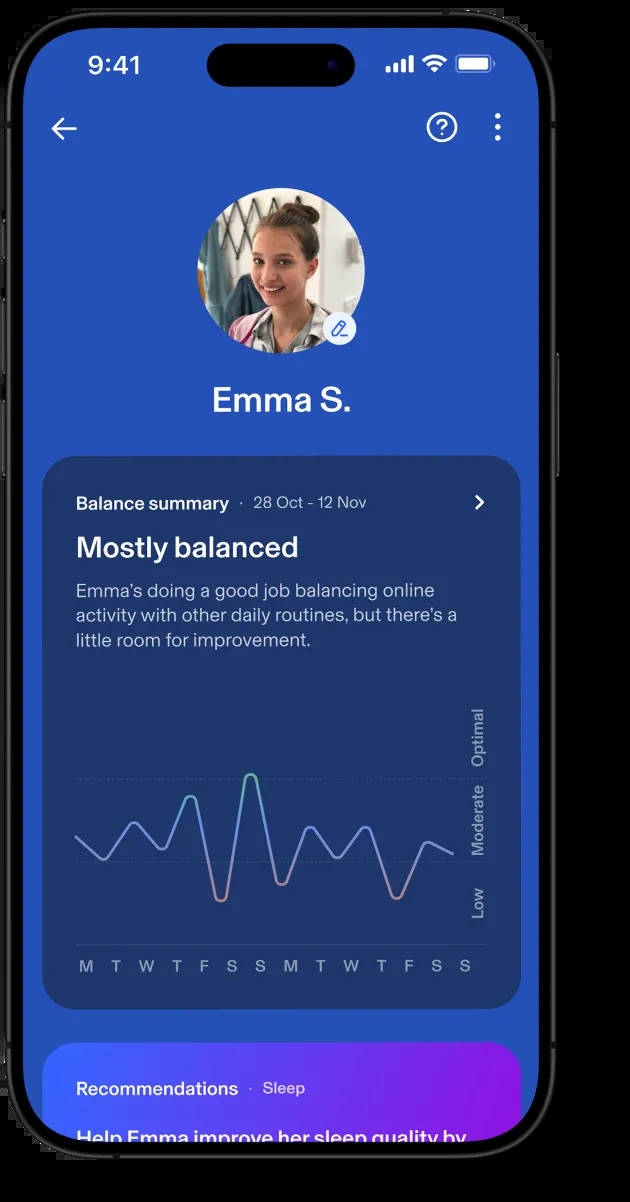 9:41
Emma S.
Balance summary · 28 Oct - 12 Nov
Mostly balanced
Emma’s doing a good job balancing online
activity with other daily routines, but there’s a
little room for improvement.
Optimal
Moderate
Low
M T W T F S S M T W T F S S
Recommendations · Sleep
Help Emma improve her sleep quality by